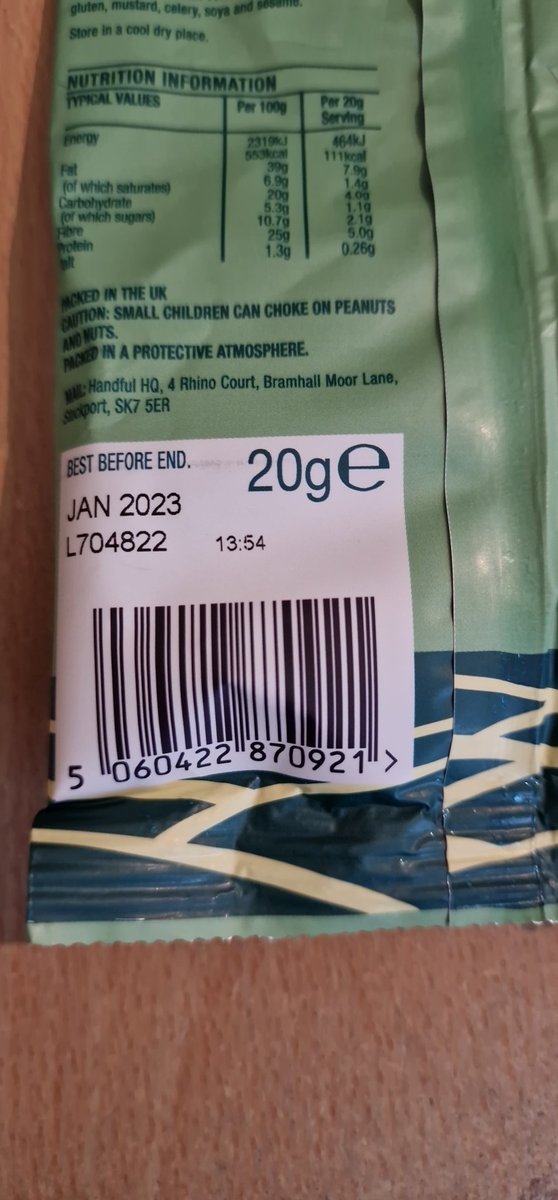 gluten, mustard, celery, soya and sesame.
Store in a cool dry place.
NUTRITION INFORMATION
TYPICAL VALUES Per 100g Per 20g Serving
Energy 2319kJ 464kJ
553kcal 111kcal
Fat 39g 7.9g
(of which saturates) 6.9g 1.4g
Carbohydrate 20g 4.0g
(of which sugars) 5.3g 1.1g
Fibre 10.7g 2.1g
Protein 25g 5.0g
Salt 1.3g 0.26g
PACKED IN THE UK
CAUTION: SMALL CHILDREN CAN CHOKE ON PEANUTS
AND NUTS.
PACKED IN A PROTECTIVE ATMOSPHERE.
MAIL: Handful HQ, 4 Rhino Court, Bramhall Moor Lane,
Stockport, SK7 5ER
BEST BEFORE END. 20g℮
JAN 2023
L704822 13:54
5 060422 870921 >